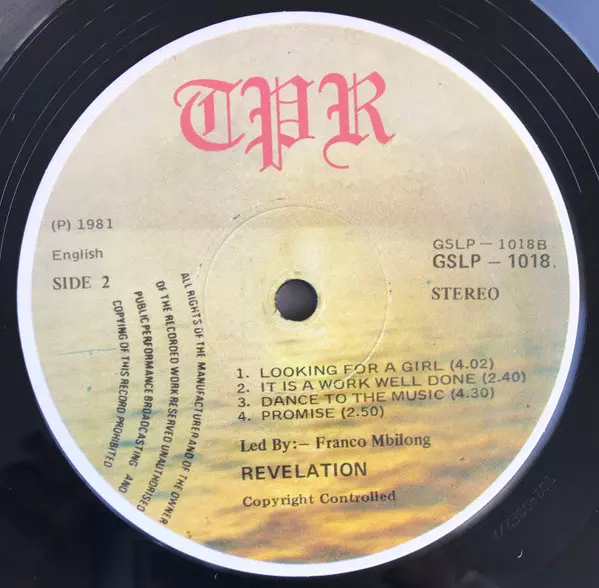 TPR
(P) 1981
English
SIDE 2
GSLP — 1018B
GSLP — 1018.
STEREO
ALL RIGHTS OF THE MANUFACTURER AND OF THE OWNER
OF THE RECORDED WORK RESERVED UNAUTHORISED
PUBLIC PERFORMANCE BROADCASTING AND
COPYING OF THIS RECORD PROHIBITED
1. LOOKING FOR A GIRL (4.02)
2. IT IS A WORK WELL DONE (2.40)
3. DANCE TO THE MUSIC (4.30)
4. PROMISE (2.50)
Led By:— Franco Mbilong
REVELATION
Copyright Controlled